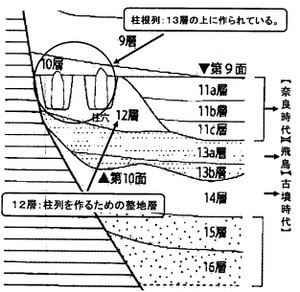 柱根列：13層の上に作られている。
9層
10層
▼第9面
11a層
11b層
柱穴
12層
11c層
13a層
13b層
▲第10面
14層
12層：柱列を作るための整地層
15層
16層
【奈良時代】
【飛鳥】
【古墳時代】